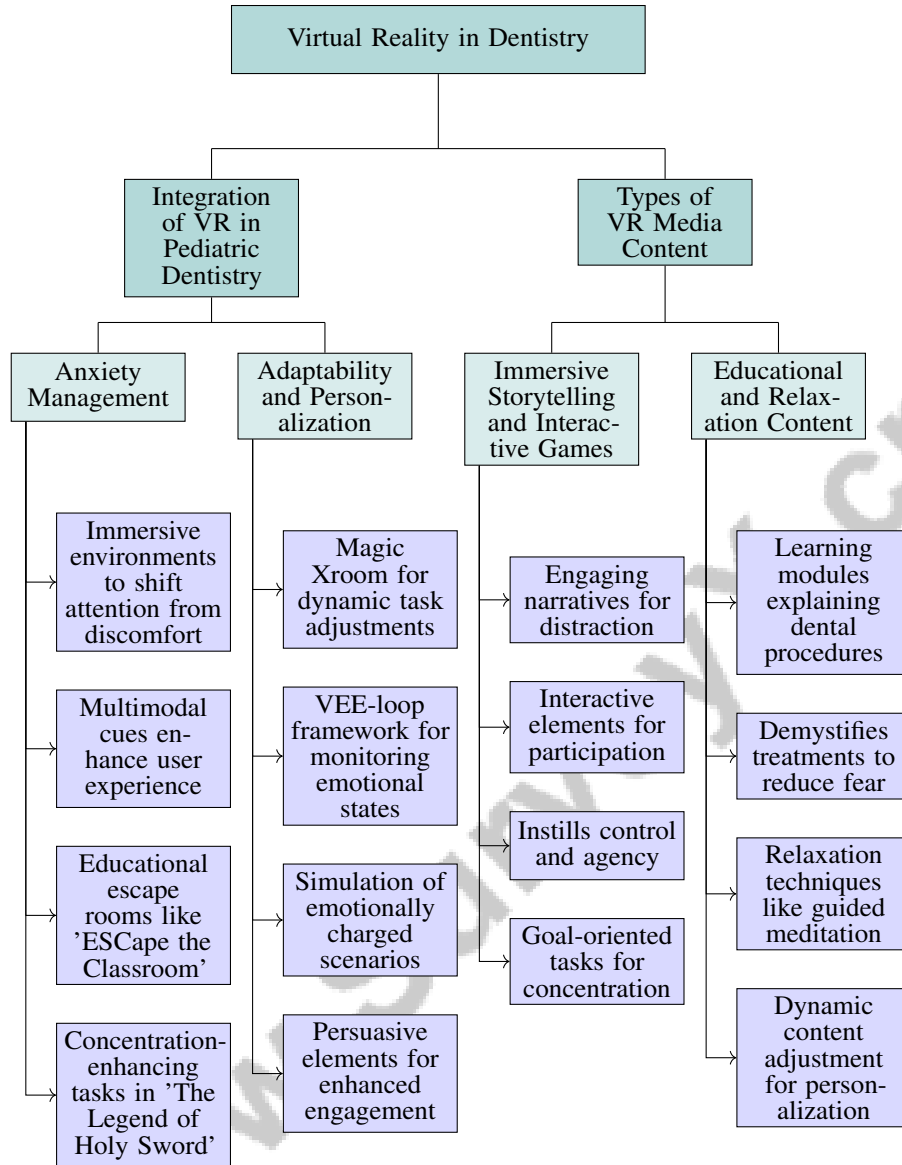 Virtual Reality in Dentistry
Integration
of VR in
Pediatric
Dentistry
Types of
VR Media
Content
Anxiety
Management
Adaptability
and Person-
alization
Immersive
Storytelling
and Interac-
tive Games
Educational
and Relax-
ation Content
Immersive
environments
to shift
attention from
discomfort
Multimodal
cues en-
hance user
experience
Educational
escape
rooms like
’ESCape the
Classroom’
Concentration-
enhancing
tasks in ’The
Legend of
Holy Sword’
Magic
Xroom for
dynamic task
adjustments
VEE-loop
framework for
monitoring
emotional
states
Simulation of
emotionally
charged
scenarios
Persuasive
elements for
enhanced
engagement
Engaging
narratives for
distraction
Interactive
elements for
participation
Instills control
and agency
Goal-oriented
tasks for
concentration
Learning
modules
explaining
dental
procedures
Demystifies
treatments to
reduce fear
Relaxation
techniques
like guided
meditation
Dynamic
content
adjustment
for person-
alization